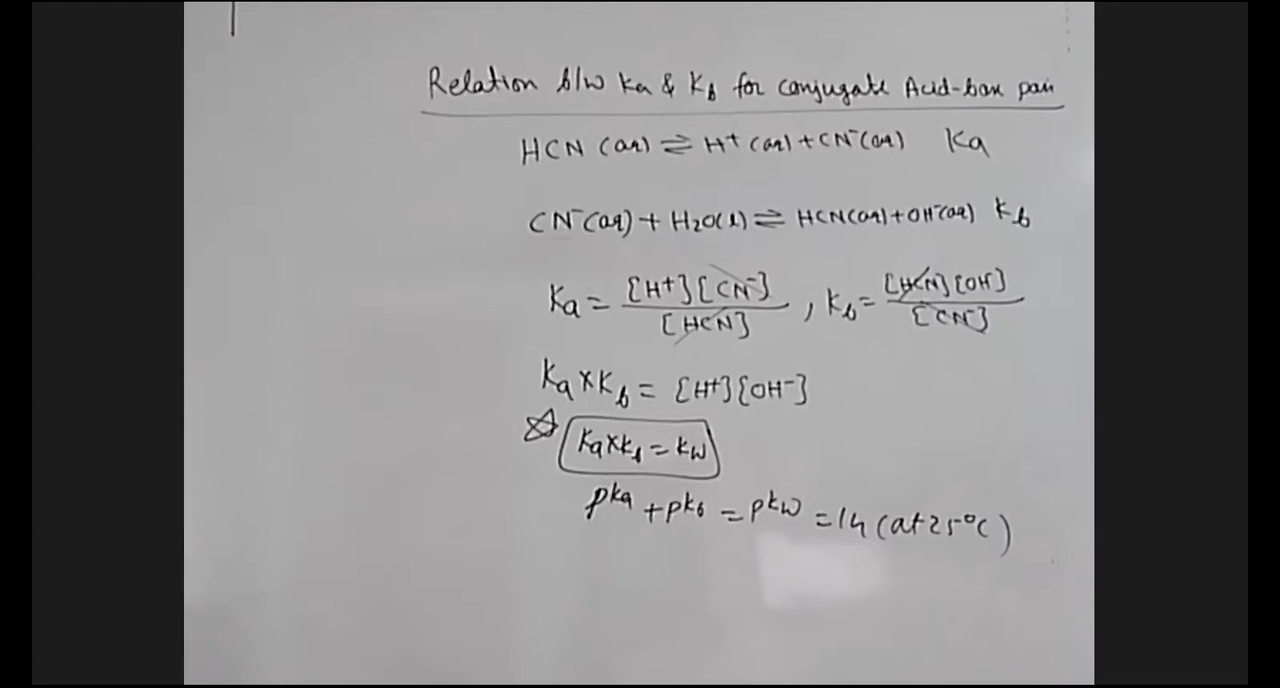 Relation b/w Ka & Kb for conjugate Acid-base pair
HCN (aq) ⇌ H+ (aq) + CN-(aq) Ka
CN-(aq) + H2O(l) ⇌ HCN(aq) + OH-(aq) Kb
Ka = [H+][CN-] / [HCN] , Kb = [HCN][OH-] / [CN-]
Ka x Kb = [H+][OH-]
☆ Ka x Kb = Kw
pka + pkb = pkw = 14 (at 25°C)